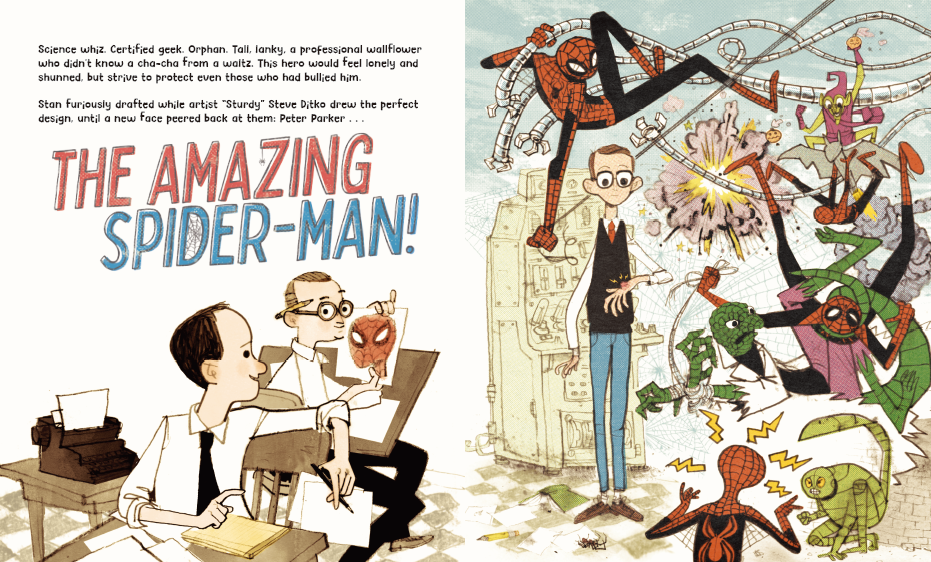 Science whiz. Certified geek. Orphan. Tall, lanky, a professional wallflower
who didn't know a cha-cha from a waltz. This hero would feel lonely and
shunned, but strive to protect even those who had bullied him.
Stan furiously drafted while artist "Sturdy" Steve Ditko drew the perfect
design, until a new face peered back at them: Peter Parker . . .
THE AMAZING
SPIDER-MAN!